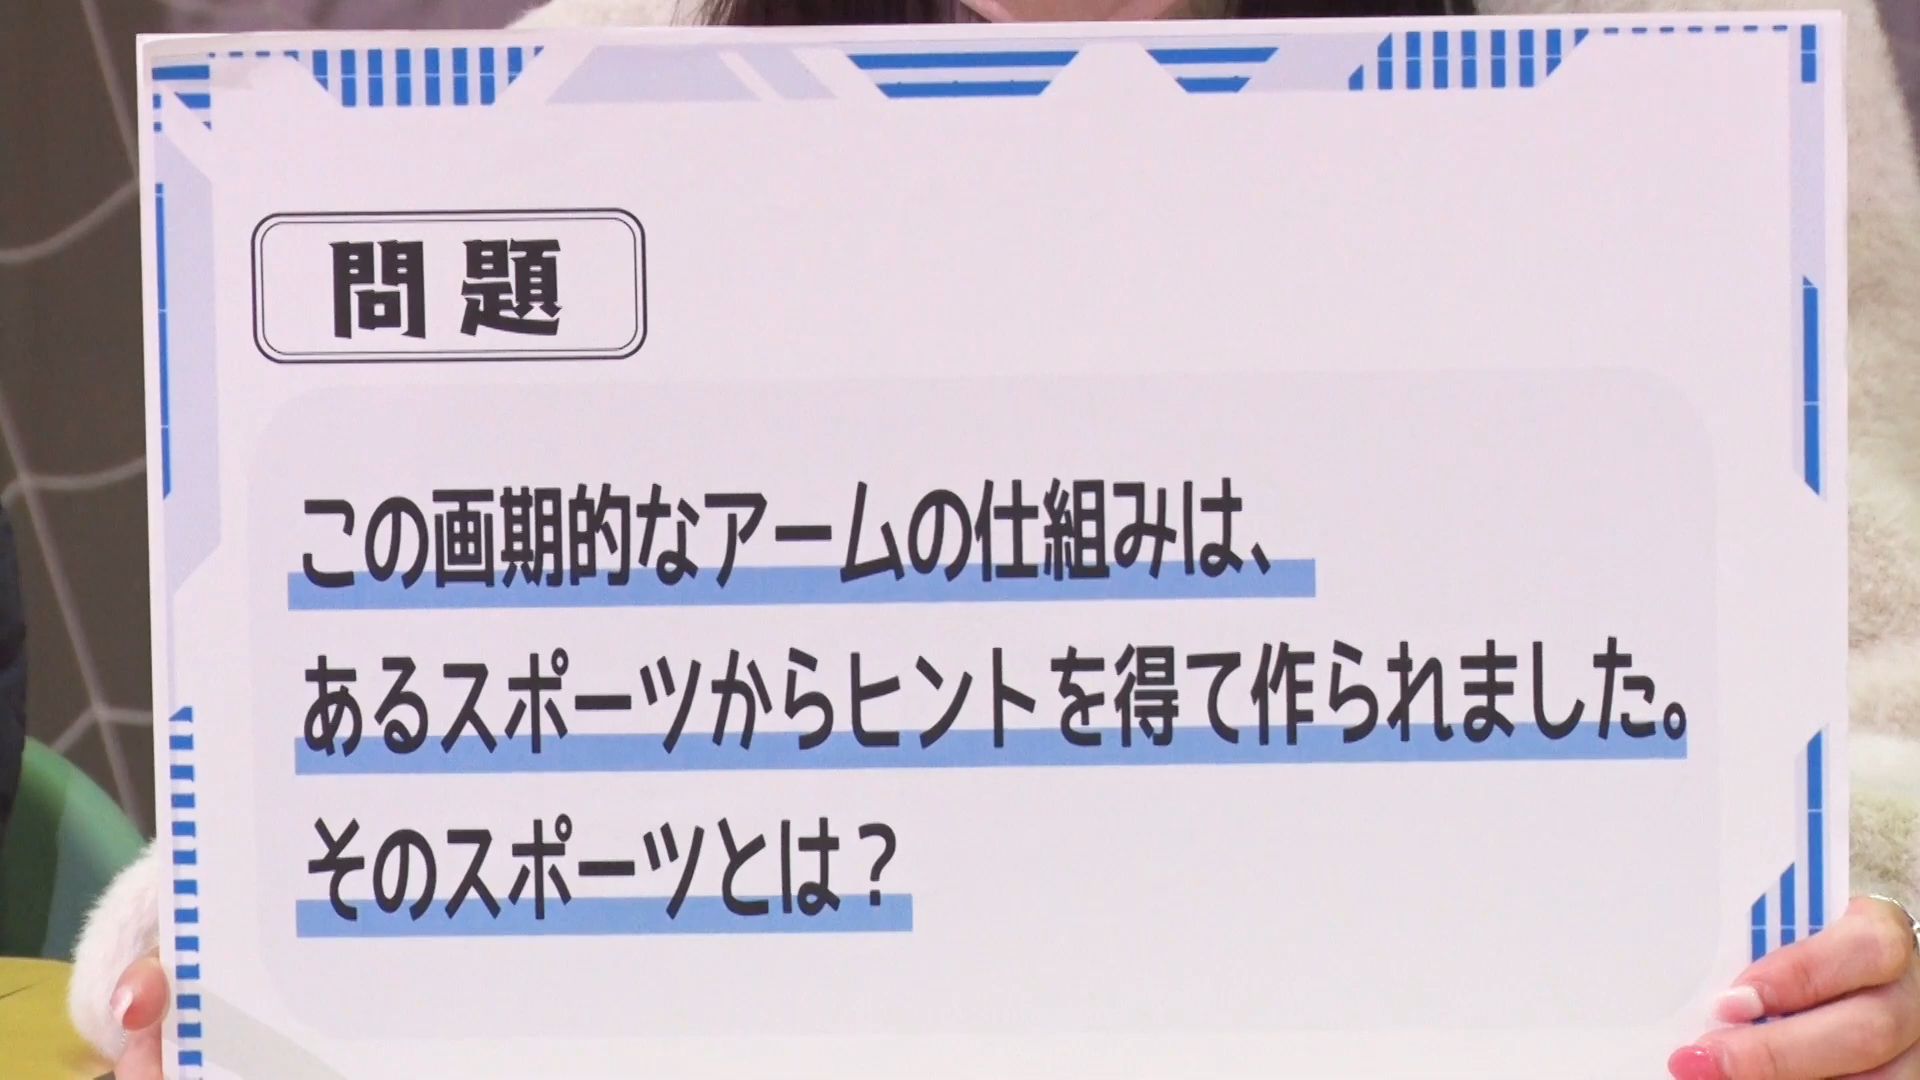 問題
この画期的なアームの仕組みは、
あるスポーツからヒントを得て作られました。
そのスポーツとは？